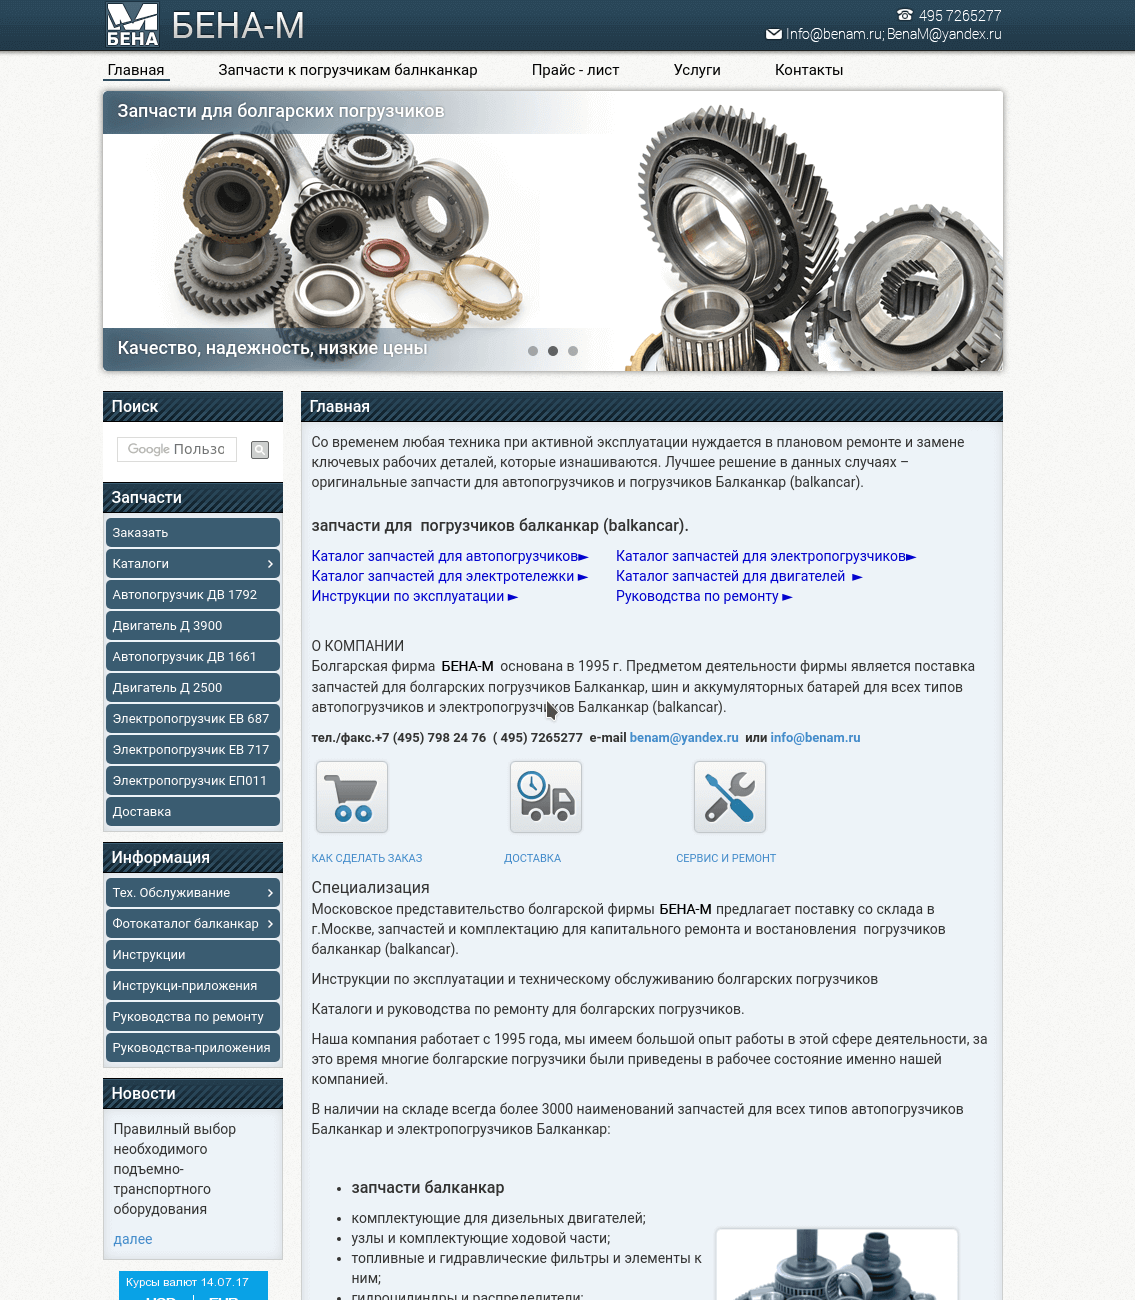 БЕНА
БЕНА-М
495 7265277
Info@benam.ru; BenaM@yandex.ru
Главная
Запчасти к погрузчикам балнканкар
Прайс - лист
Услуги
Контакты
Запчасти для болгарских погрузчиков
Качество, надежность, низкие цены
Поиск
Google Пользо
Запчасти
Заказать
Каталоги
Автопогрузчик ДВ 1792
Двигатель Д 3900
Автопогрузчик ДВ 1661
Двигатель Д 2500
Электропогрузчик ЕВ 687
Электропогрузчик ЕВ 717
Электропогрузчик ЕП011
Доставка
Информация
Тех. Обслуживание
Фотокаталог балканкар
Инструкции
Инструкци-приложения
Руководства по ремонту
Руководства-приложения
Новости
Правилный выбор
необходимого
подъемно-
транспортного
оборудования
далее
Курсы валют 14.07.17
Главная
Со временем любая техника при активной эксплуатации нуждается в плановом ремонте и замене
ключевых рабочих деталей, которые изнашиваются. Лучшее решение в данных случаях –
оригинальные запчасти для автопогрузчиков и погрузчиков Балканкар (balkancar).
запчасти для  погрузчиков балканкар (balkancar).
Каталог запчастей для автопогрузчиков► Каталог запчастей для электропогрузчиков►
Каталог запчастей для электротележки ► Каталог запчастей для двигателей ►
Инструкции по эксплуатации ► Руководства по ремонту ►
О КОМПАНИИ
Болгарская фирма БЕНА-М основана в 1995 г. Предметом деятельности фирмы является поставка
запчастей для болгарских погрузчиков Балканкар, шин и аккумуляторных батарей для всех типов
автопогрузчиков и электропогрузчиков Балканкар (balkancar).
тел./факс.+7 (495) 798 24 76 ( 495) 7265277 e-mail benam@yandex.ru или info@benam.ru
КАК СДЕЛАТЬ ЗАКАЗ
ДОСТАВКА
СЕРВИС И РЕМОНТ
Специализация
Московское представительство болгарской фирмы БЕНА-М предлагает поставку со склада в
г.Москве, запчастей и комплектацию для капитального ремонта и востановления погрузчиков
балканкар (balkancar).
Инструкции по эксплуатации и техническому обслуживанию болгарских погрузчиков
Каталоги и руководства по ремонту для болгарских погрузчиков.
Наша компания работает с 1995 года, мы имеем большой опыт работы в этой сфере деятельности, за
это время многие болгарские погрузчики были приведены в рабочее состояние именно нашей
компанией.
В наличии на складе всегда более 3000 наименований запчастей для всех типов автопогрузчиков
Балканкар и электропогрузчиков Балканкар:
• запчасти балканкар
• комплектующие для дизельных двигателей;
• узлы и комплектующие ходовой части;
• топливные и гидравлические фильтры и элементы к
ним;
• гидроцилиндры и распределители;